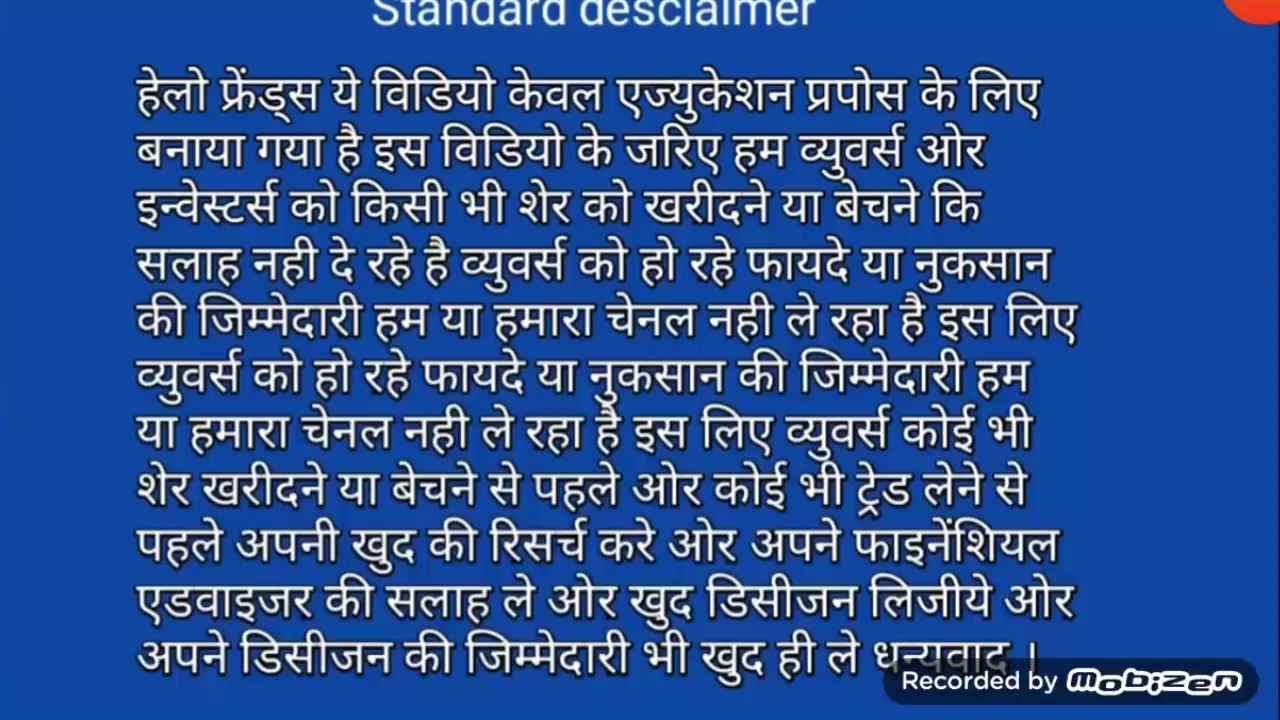 Standard desclaimer
हेलो फ्रेंड्स ये विडियो केवल एज्युकेशन प्रपोस के लिए
बनाया गया है इस विडियो के जरिए हम व्युवर्स ओर
इन्वेस्टर्स को किसी भी शेर को खरीदने या बेचने कि
सलाह नही दे रहे है व्युवर्स को हो रहे फायदे या नुकसान
की जिम्मेदारी हम या हमारा चेनल नही ले रहा है इस लिए
व्युवर्स को हो रहे फायदे या नुकसान की जिम्मेदारी हम
या हमारा चेनल नही ले रहा है इस लिए व्युवर्स कोई भी
शेर खरीदने या बेचने से पहले ओर कोई भी ट्रेड लेने से
पहले अपनी खुद की रिसर्च करे ओर अपने फाइनेंशियल
एडवाइजर की सलाह ले ओर खुद डिसीजन लिजीये ओर
अपने डिसीजन की जिम्मेदारी भी खुद ही ले धन्यवाद ।
Recorded by mobizen